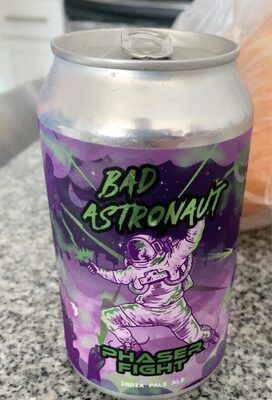 BAD
ASTRONAUT
PHASER
FIGHT
INDIA PALE ALE